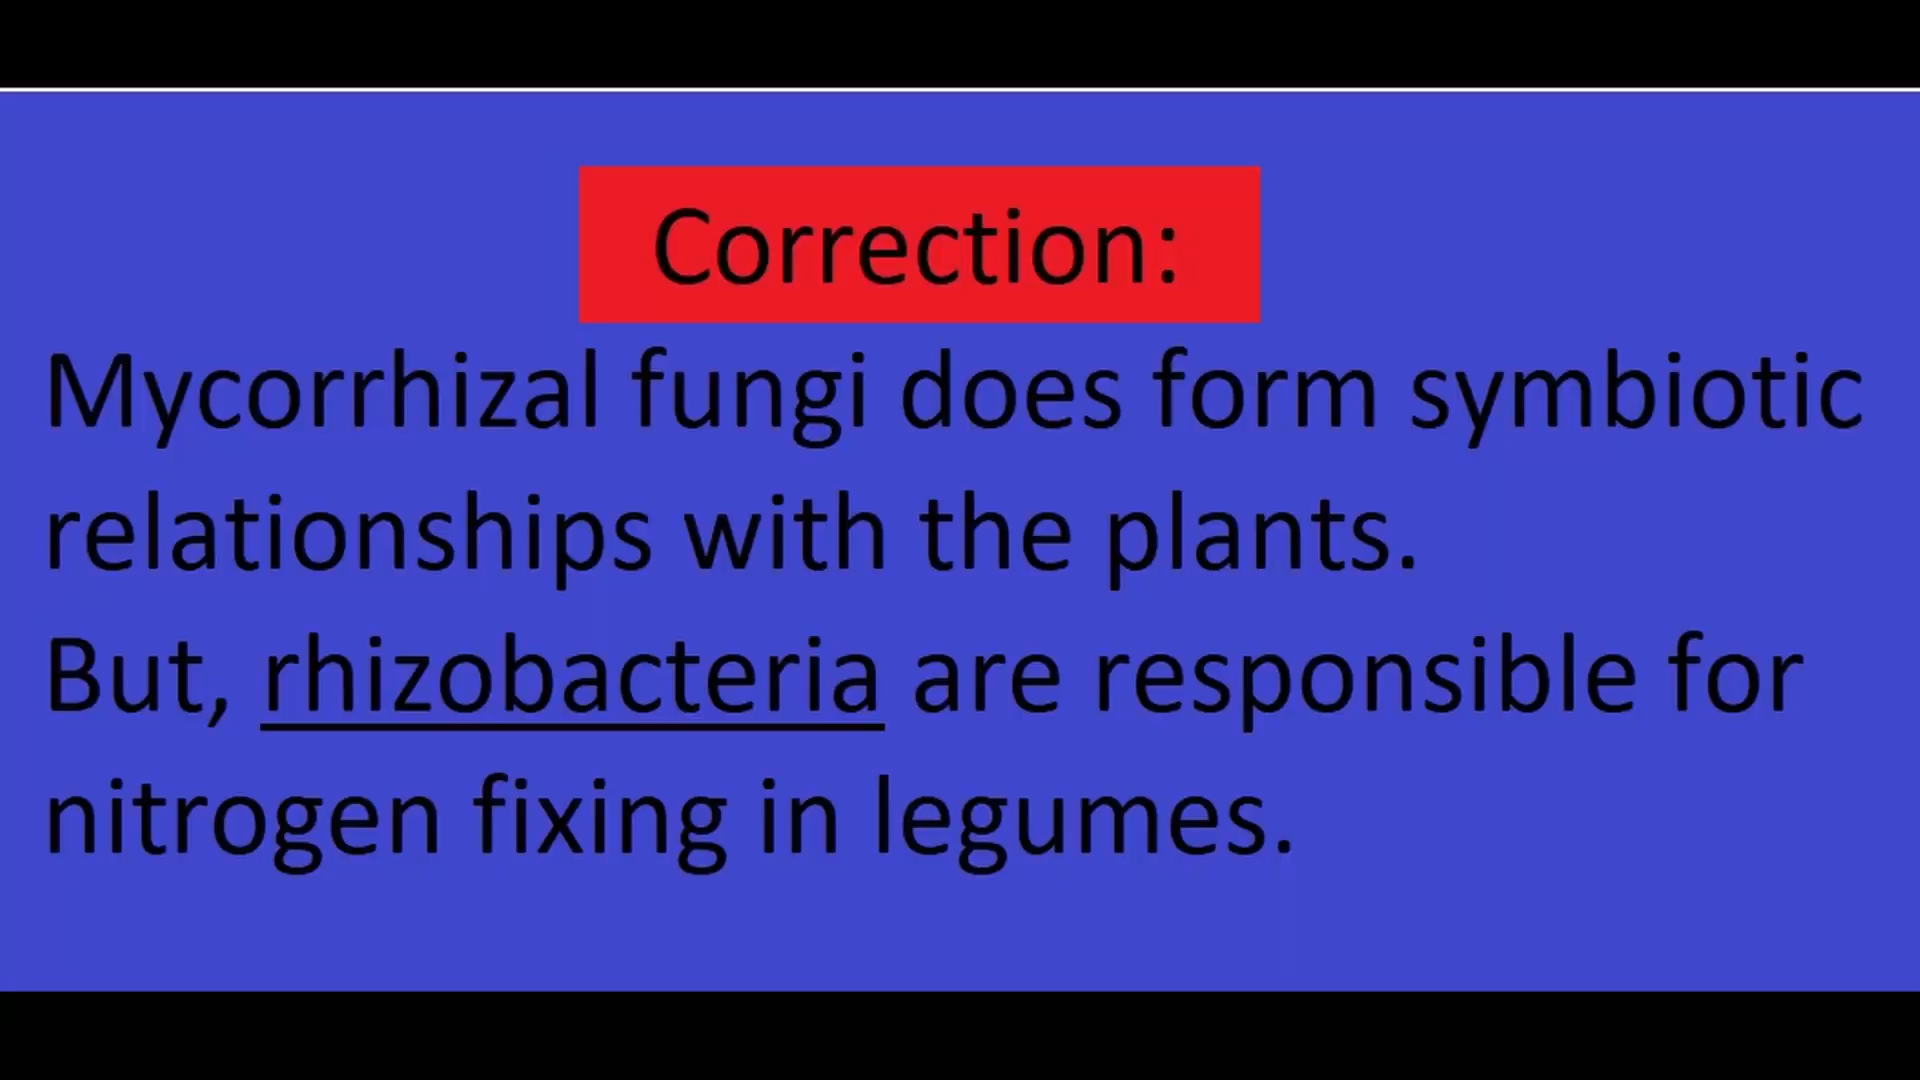 Correction:
Mycorrhizal fungi does form symbiotic
relationships with the plants.
But, rhizobacteria are responsible for
nitrogen fixing in legumes.